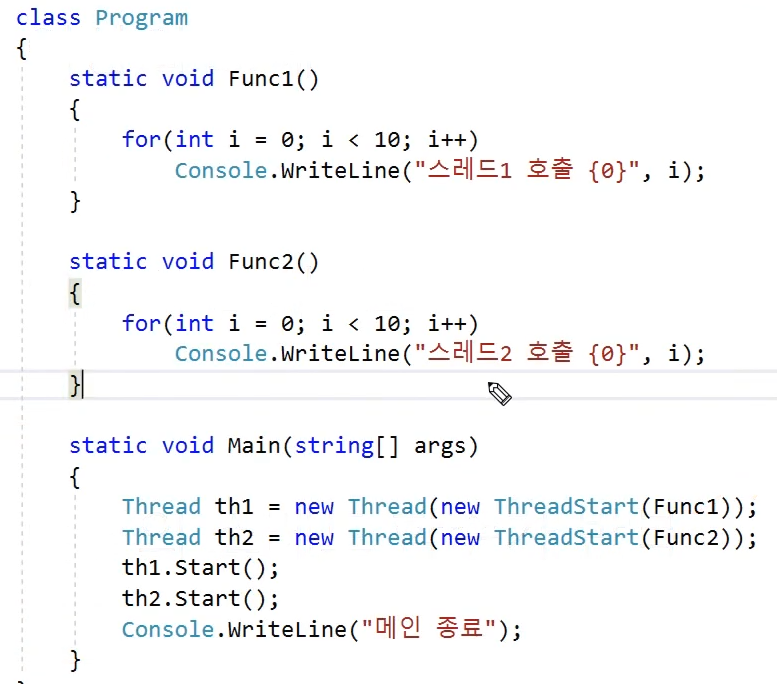 class Program
{
static void Func1()
{
for(int i = 0; i < 10; i++)
Console.WriteLine("스레드1 호출 {0}", i);
}
static void Func2()
{
for(int i = 0; i < 10; i++)
Console.WriteLine("스레드2 호출 {0}", i);
}
static void Main(string[] args)
{
Thread th1 = new Thread(new ThreadStart(Func1));
Thread th2 = new Thread(new ThreadStart(Func2));
th1.Start();
th2.Start();
Console.WriteLine("메인 종료");
}